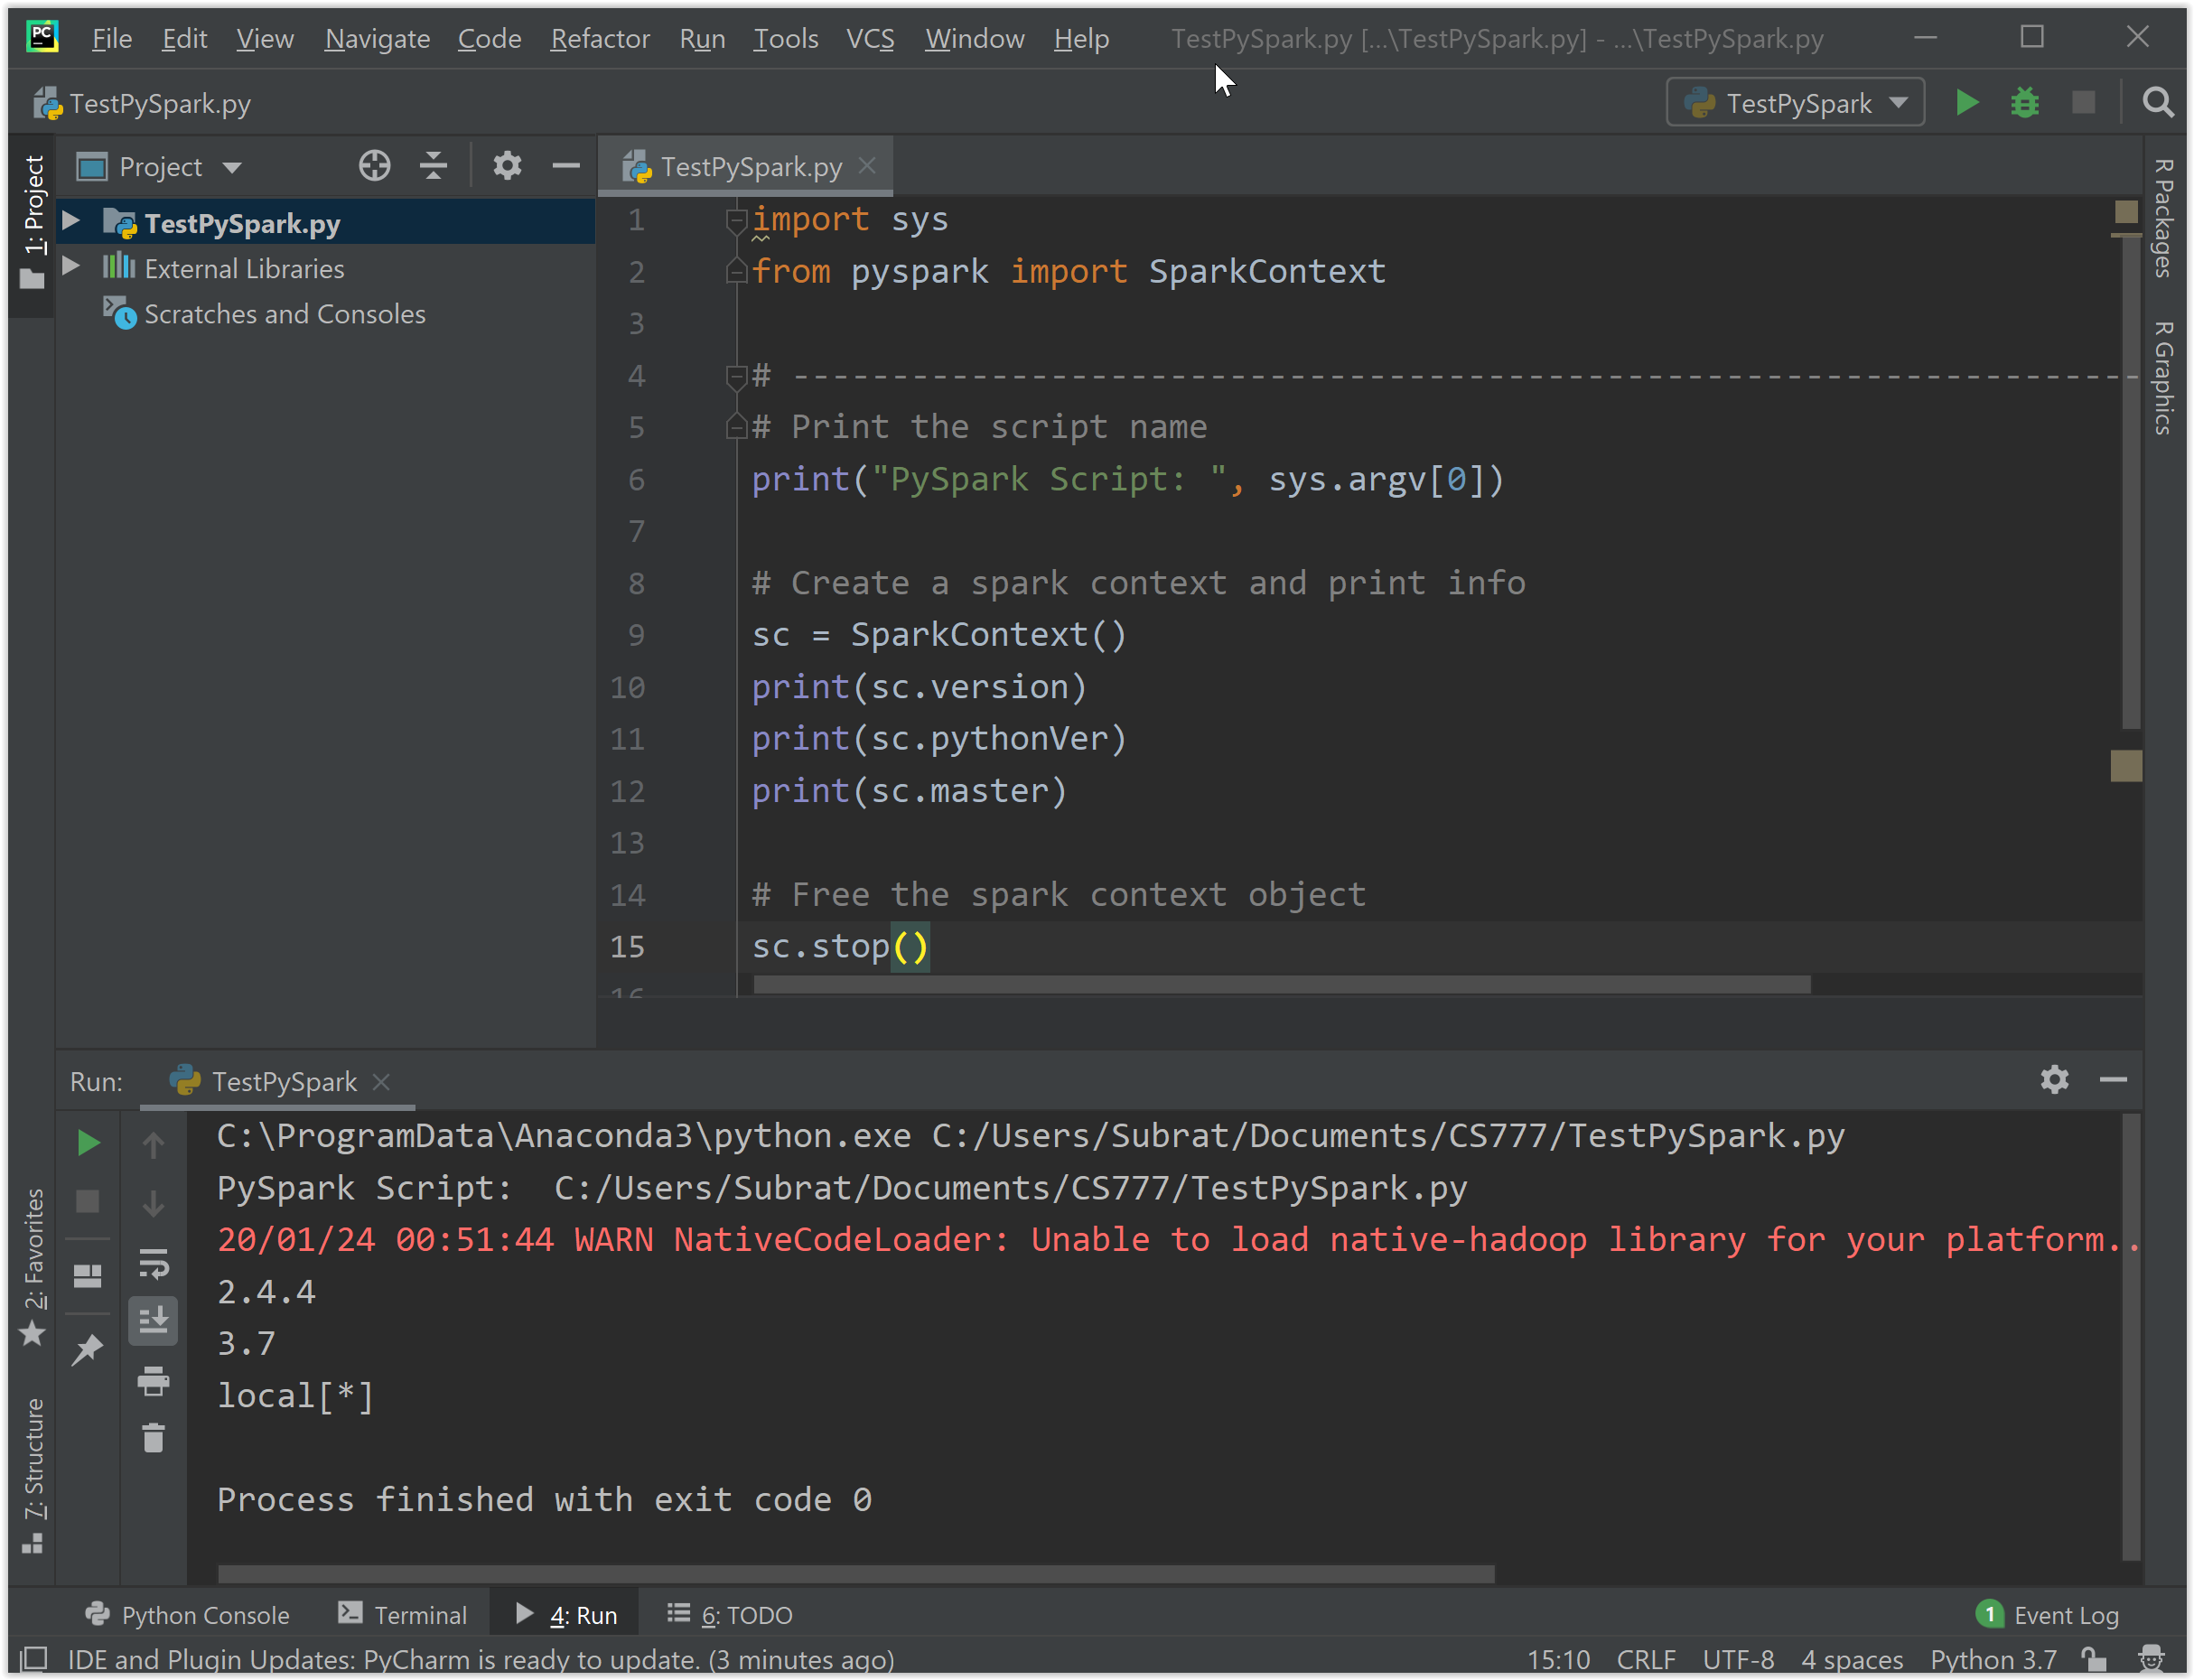 PC File Edit View Navigate Code Refactor Run Tools VCS Window Help TestPySpark.py [...\TestPySpark.py] - ...\TestPySpark.py
TestPySpark.py TestPySpark
1: Project
Project
TestPySpark.py
External Libraries
Scratches and Consoles
TestPySpark.py
1 import sys
2 from pyspark import SparkContext
3
4 # --------------------------------------------------------------------
5 # Print the script name
6 print("PySpark Script: ", sys.argv[0])
7
8 # Create a spark context and print info
9 sc = SparkContext()
10 print(sc.version)
11 print(sc.pythonVer)
12 print(sc.master)
13
14 # Free the spark context object
15 sc.stop()
16
R Packages
R Graphics
Run: TestPySpark
C:\ProgramData\Anaconda3\python.exe C:/Users/Subrat/Documents/CS777/TestPySpark.py
PySpark Script:  C:/Users/Subrat/Documents/CS777/TestPySpark.py
20/01/24 00:51:44 WARN NativeCodeLoader: Unable to load native-hadoop library for your platform..
2.4.4
3.7
local[*]
Process finished with exit code 0
2: Favorites
7: Structure
Python Console Terminal 4: Run 6: TODO 1 Event Log
IDE and Plugin Updates: PyCharm is ready to update. (3 minutes ago) 15:10 CRLF UTF-8 4 spaces Python 3.7